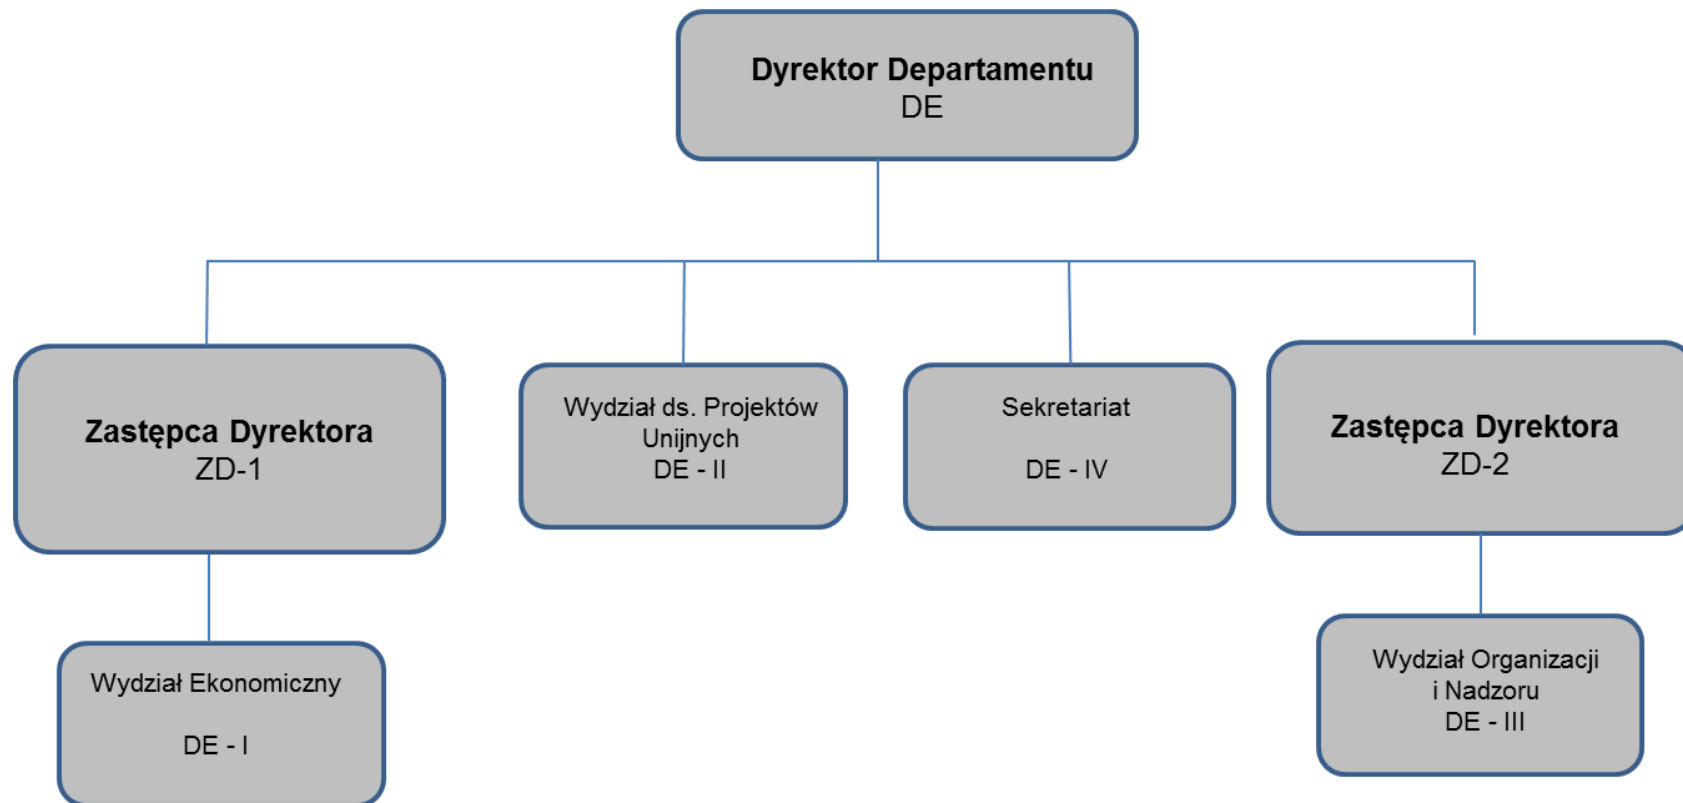 Dyrektor Departamentu
DE
Zastępca Dyrektora
ZD-1
Wydział ds. Projektów
Unijnych
DE - II
Sekretariat
DE - IV
Zastępca Dyrektora
ZD-2
Wydział Ekonomiczny
DE - I
Wydział Organizacji
i Nadzoru
DE - III